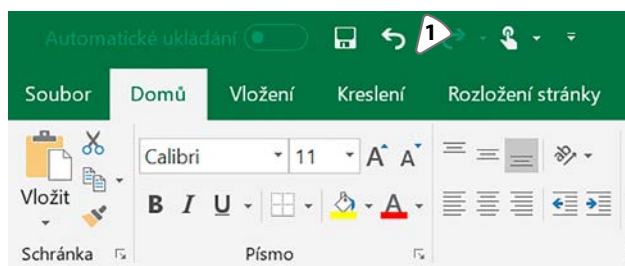 Automatické ukládání
1
Soubor Domů Vložení Kreslení Rozložení stránky
Calibri 11 A A
Vložit B I U A
Schránka Písmo